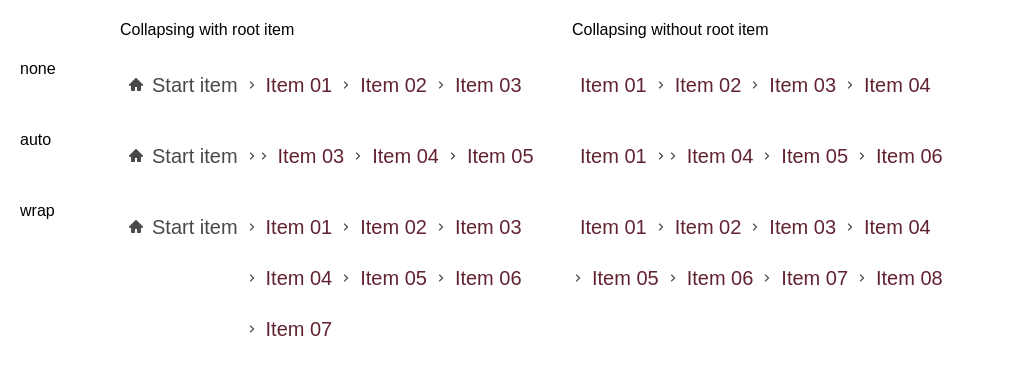 Collapsing with root item Collapsing without root item
none
Start item › Item 01 › Item 02 › Item 03 Item 01 › Item 02 › Item 03 › Item 04
auto
Start item › › Item 03 › Item 04 › Item 05 Item 01 › › Item 04 › Item 05 › Item 06
wrap
Start item › Item 01 › Item 02 › Item 03 Item 01 › Item 02 › Item 03 › Item 04
› Item 04 › Item 05 › Item 06 › Item 05 › Item 06 › Item 07 › Item 08
› Item 07